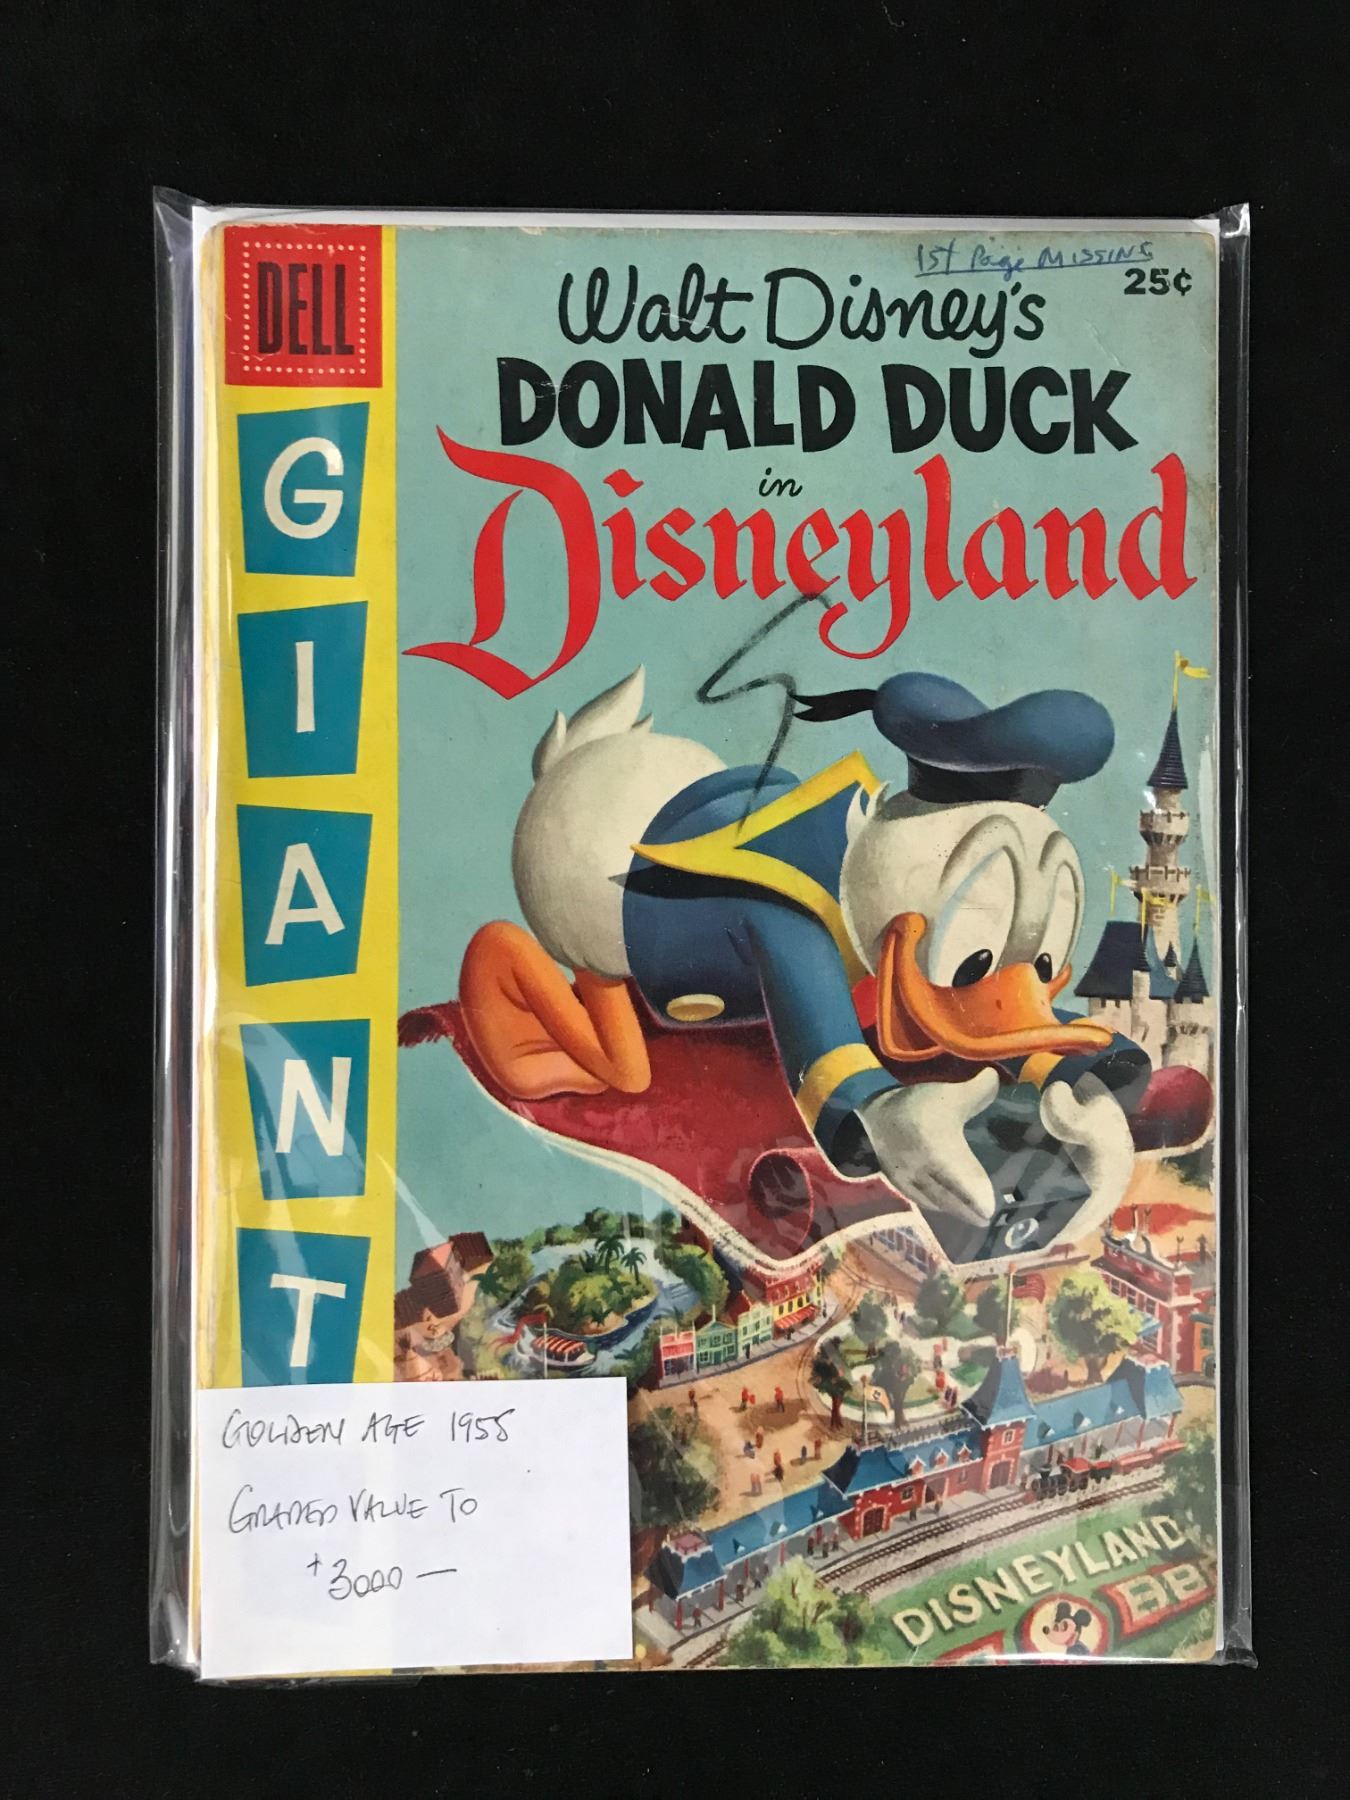 1st Page MISSING
25¢
DELL
Walt Disney's
DONALD DUCK
in
Disneyland
G
I
A
N
T
GOLDEN AGE 1955
GRADED VALUE TO
+3000 —
DISNEYLAND